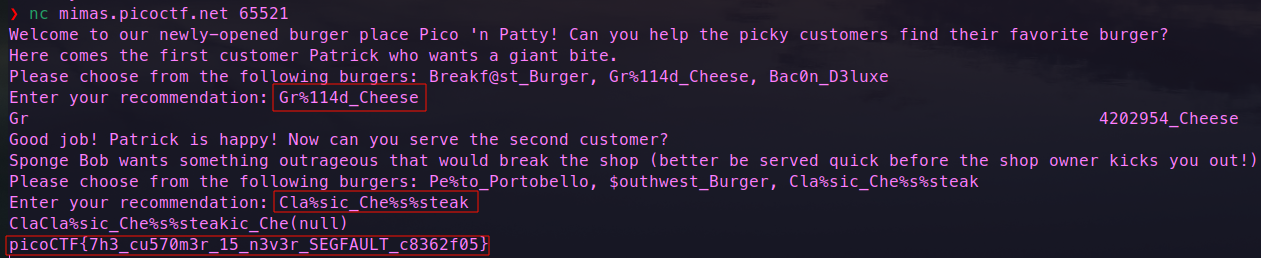 ❯ nc mimas.picoctf.net 65521
Welcome to our newly-opened burger place Pico 'n Patty! Can you help the picky customers find their favorite burger?
Here comes the first customer Patrick who wants a giant bite.
Please choose from the following burgers: Breakf@st_Burger, Gr%114d_Cheese, Bac0n_D3luxe
Enter your recommendation: Gr%114d_Cheese
Gr                                                                                                           4202954_Cheese
Good job! Patrick is happy! Now can you serve the second customer?
Sponge Bob wants something outrageous that would break the shop (better be served quick before the shop owner kicks you out!)
Please choose from the following burgers: Pe%to_Portobello, $outhwest_Burger, Cla%sic_Che%s%steak
Enter your recommendation: Cla%sic_Che%s%steak
ClaCla%sic_Che%s%steakic_Che(null)
picoCTF{7h3_cu570m3r_15_n3v3r_SEGFAULT_c8362f05}